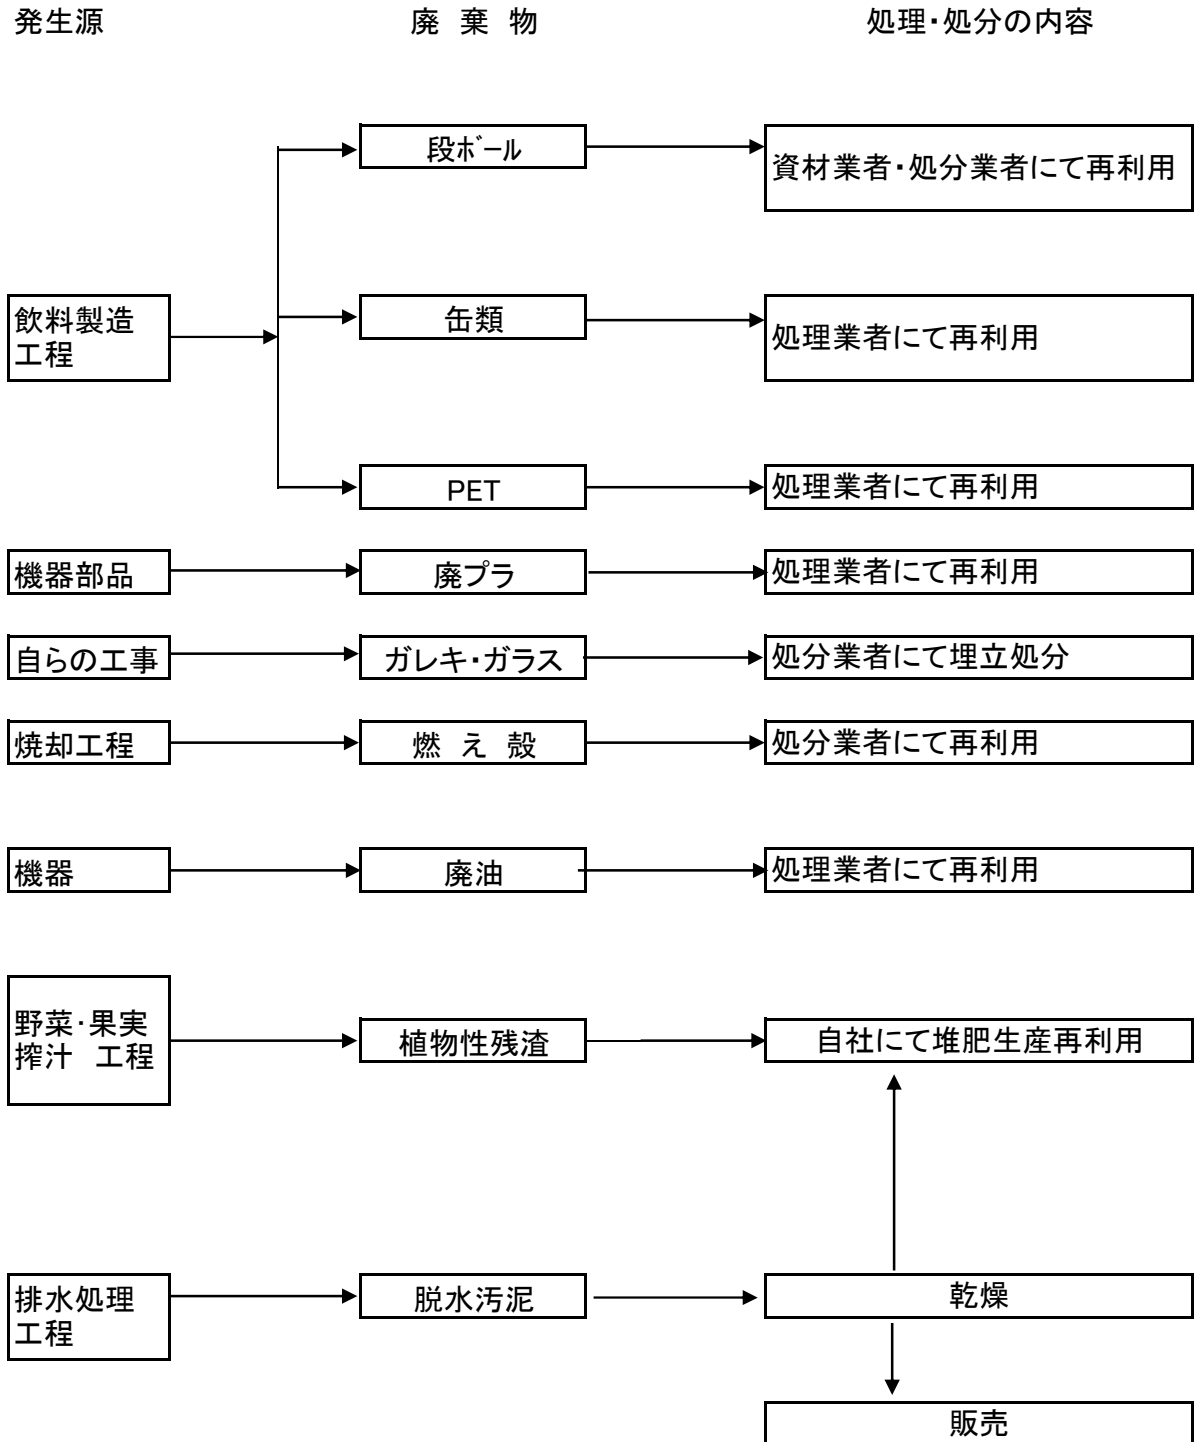 発生源 廃 棄 物 処理・処分の内容
段ﾎﾞｰﾙ
資材業者・処分業者にて再利用
飲料製造
工程
缶類
処理業者にて再利用
PET
処理業者にて再利用
機器部品
廃プラ
処理業者にて再利用
自らの工事
ガレキ・ガラス
処分業者にて埋立処分
焼却工程
燃 え 殻
処分業者にて再利用
機器
廃油
処理業者にて再利用
野菜・果実
搾汁 工程
植物性残渣
自社にて堆肥生産再利用
排水処理
工程
脱水汚泥
乾燥
販売